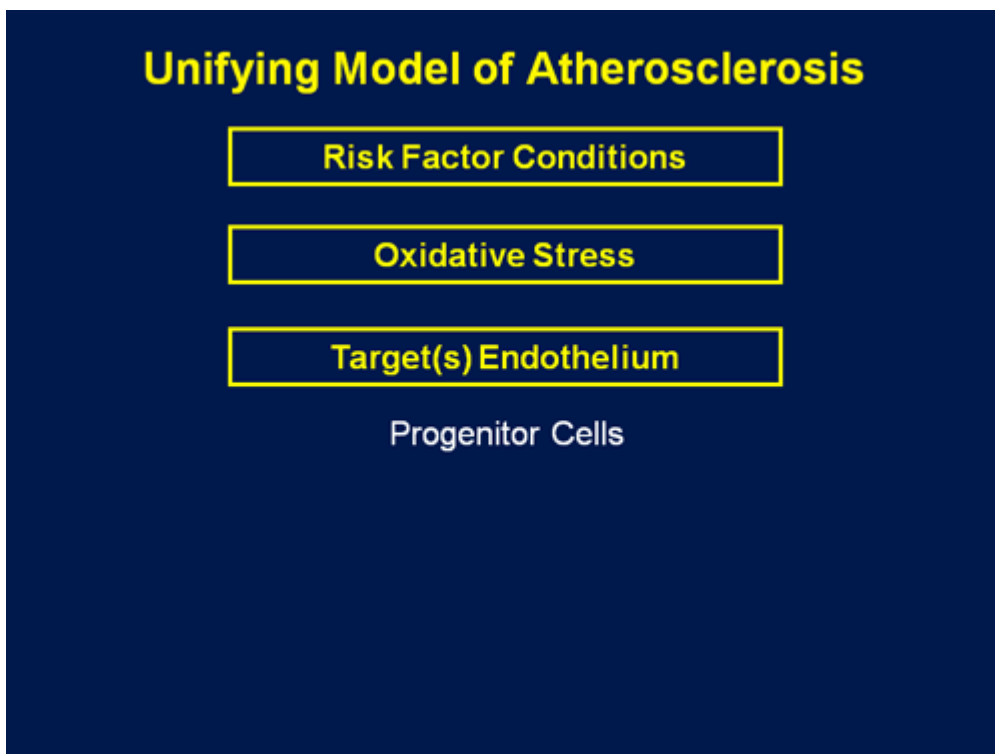 Unifying Model of Atherosclerosis
Risk Factor Conditions
Oxidative Stress
Target(s) Endothelium
Progenitor Cells